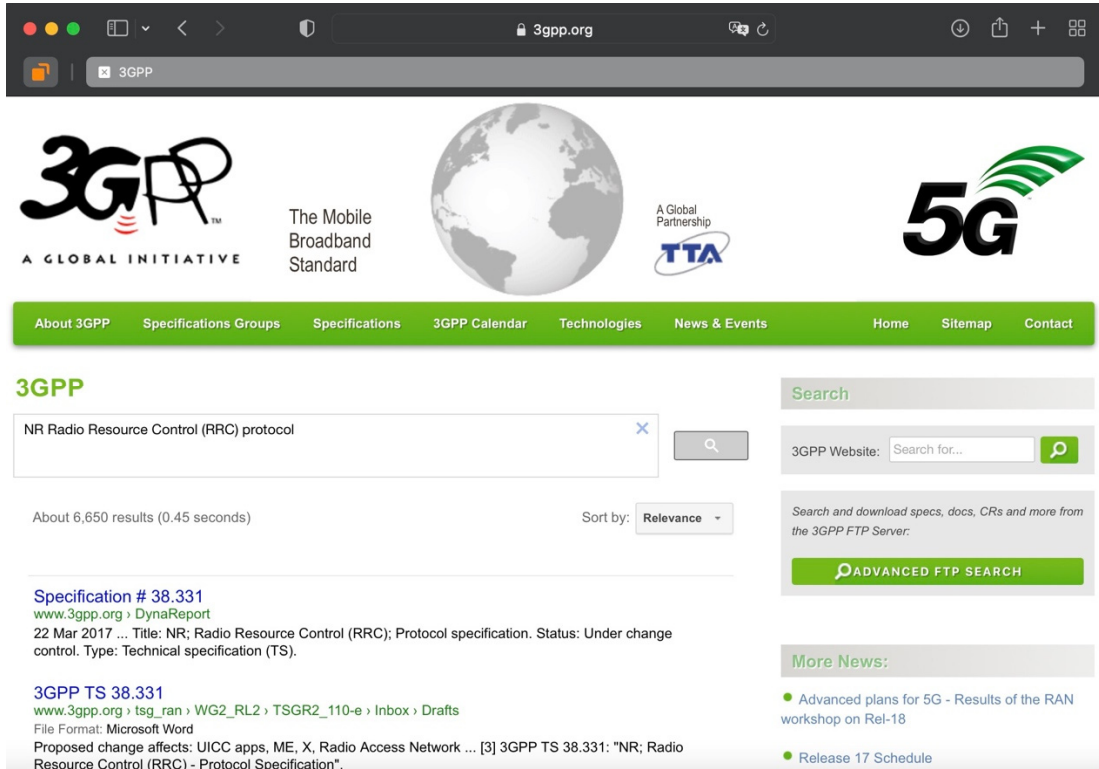 3gpp.org
3GPP
3GPP
TM
A GLOBAL INITIATIVE
The Mobile
Broadband
Standard
A Global
Partnership
TTA
5G
About 3GPP Specifications Groups Specifications 3GPP Calendar Technologies News & Events Home Sitemap Contact
3GPP
NR Radio Resource Control (RRC) protocol
About 6,650 results (0.45 seconds)
Sort by: Relevance
Specification # 38.331
www.3gpp.org › DynaReport
22 Mar 2017 ... Title: NR; Radio Resource Control (RRC); Protocol specification. Status: Under change
control. Type: Technical specification (TS).
3GPP TS 38.331
www.3gpp.org › tsg_ran › WG2_RL2 › TSGR2_110-e › Inbox › Drafts
File Format: Microsoft Word
Proposed change affects: UICC apps, ME, X, Radio Access Network ... [3] 3GPP TS 38.331: "NR; Radio
Resource Control (RRC) - Protocol Specification".
Search
3GPP Website: Search for...
Search and download specs, docs, CRs and more from
the 3GPP FTP Server:
ADVANCED FTP SEARCH
More News:
Advanced plans for 5G - Results of the RAN
workshop on Rel-18
Release 17 Schedule